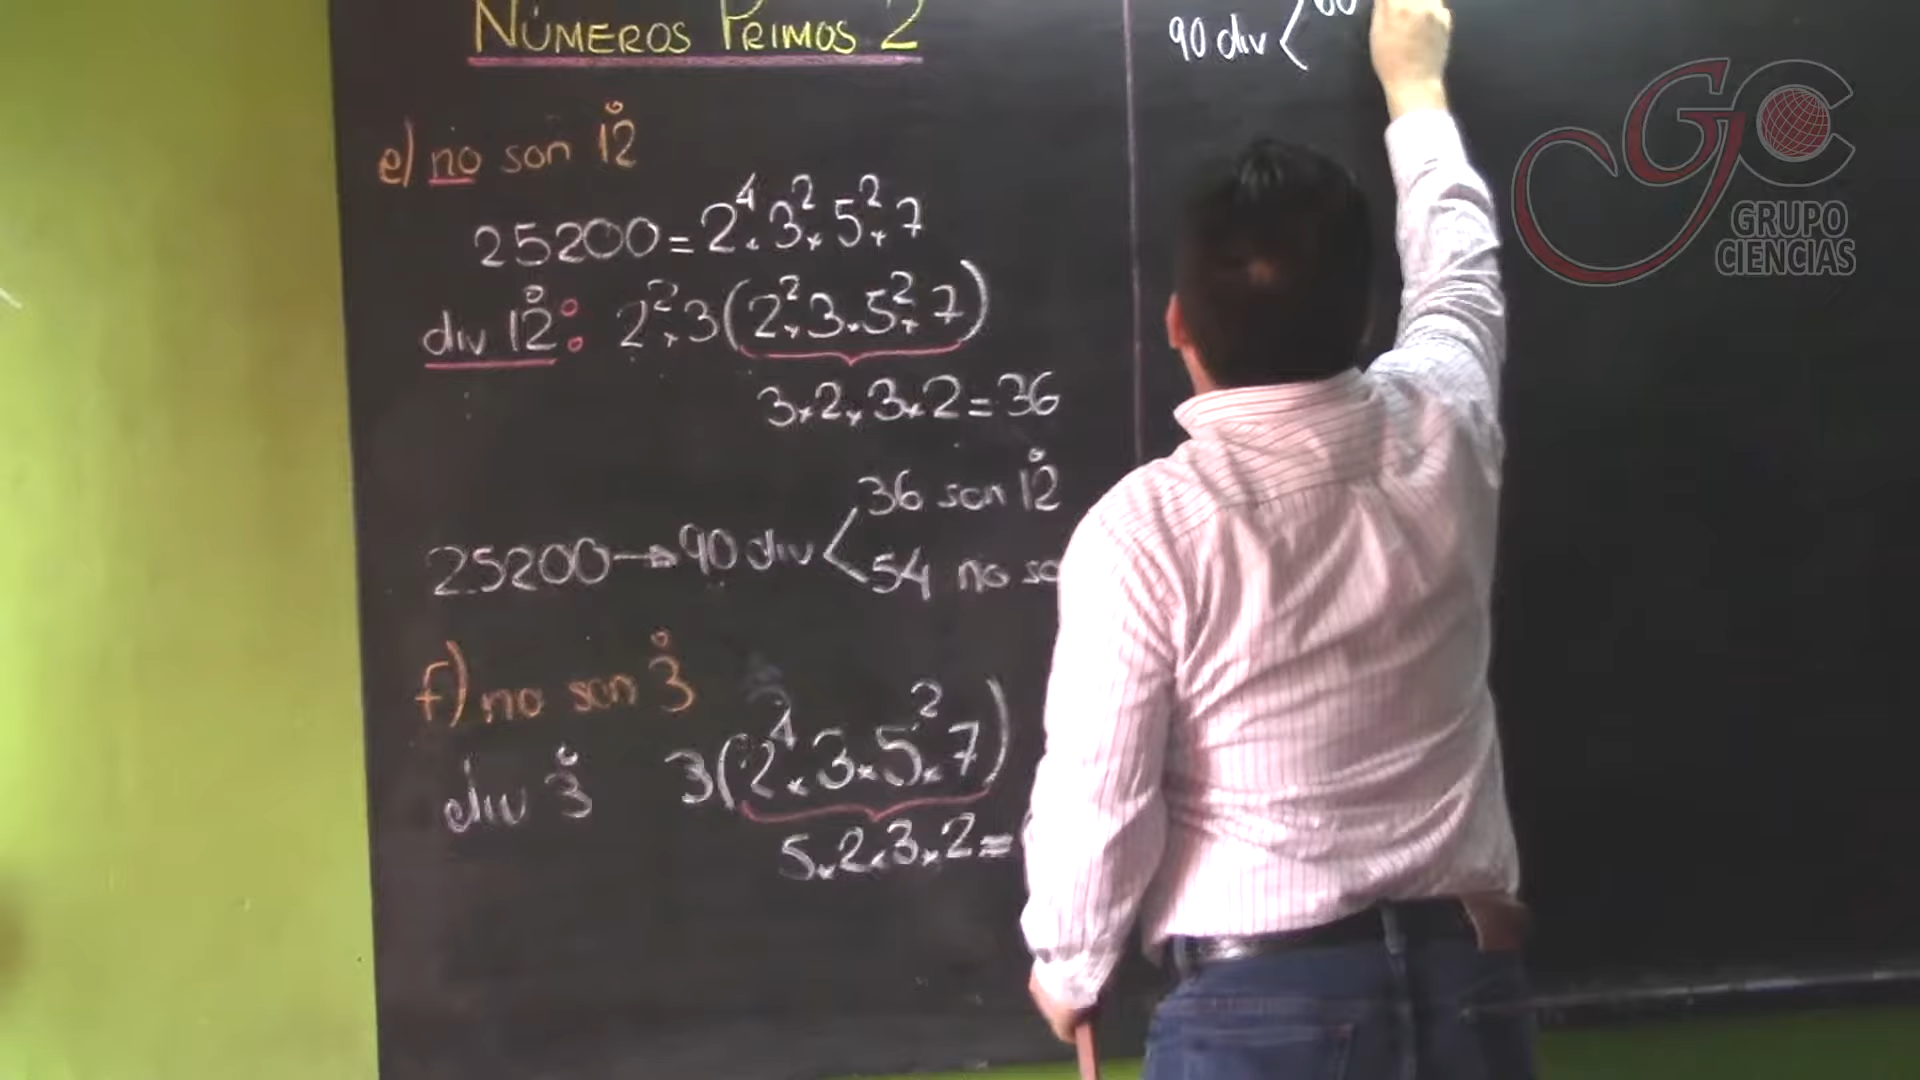 NÚMEROS PRIMOS 2
e) no son 12̊
25200 = 2⁴ × 3² × 5² × 7
div 12̊ : 2² × 3 (2² × 3 × 5² × 7)
3 × 2 × 3 × 2 = 36
36 son 12̊
25200 → 90 div <
54 no
f) no son 3̊
div 3̊ 3 (2⁴ × 3 × 5² × 7)
5 × 2 × 3 × 2 =
90 div <
GC
GRUPO
CIENCIAS